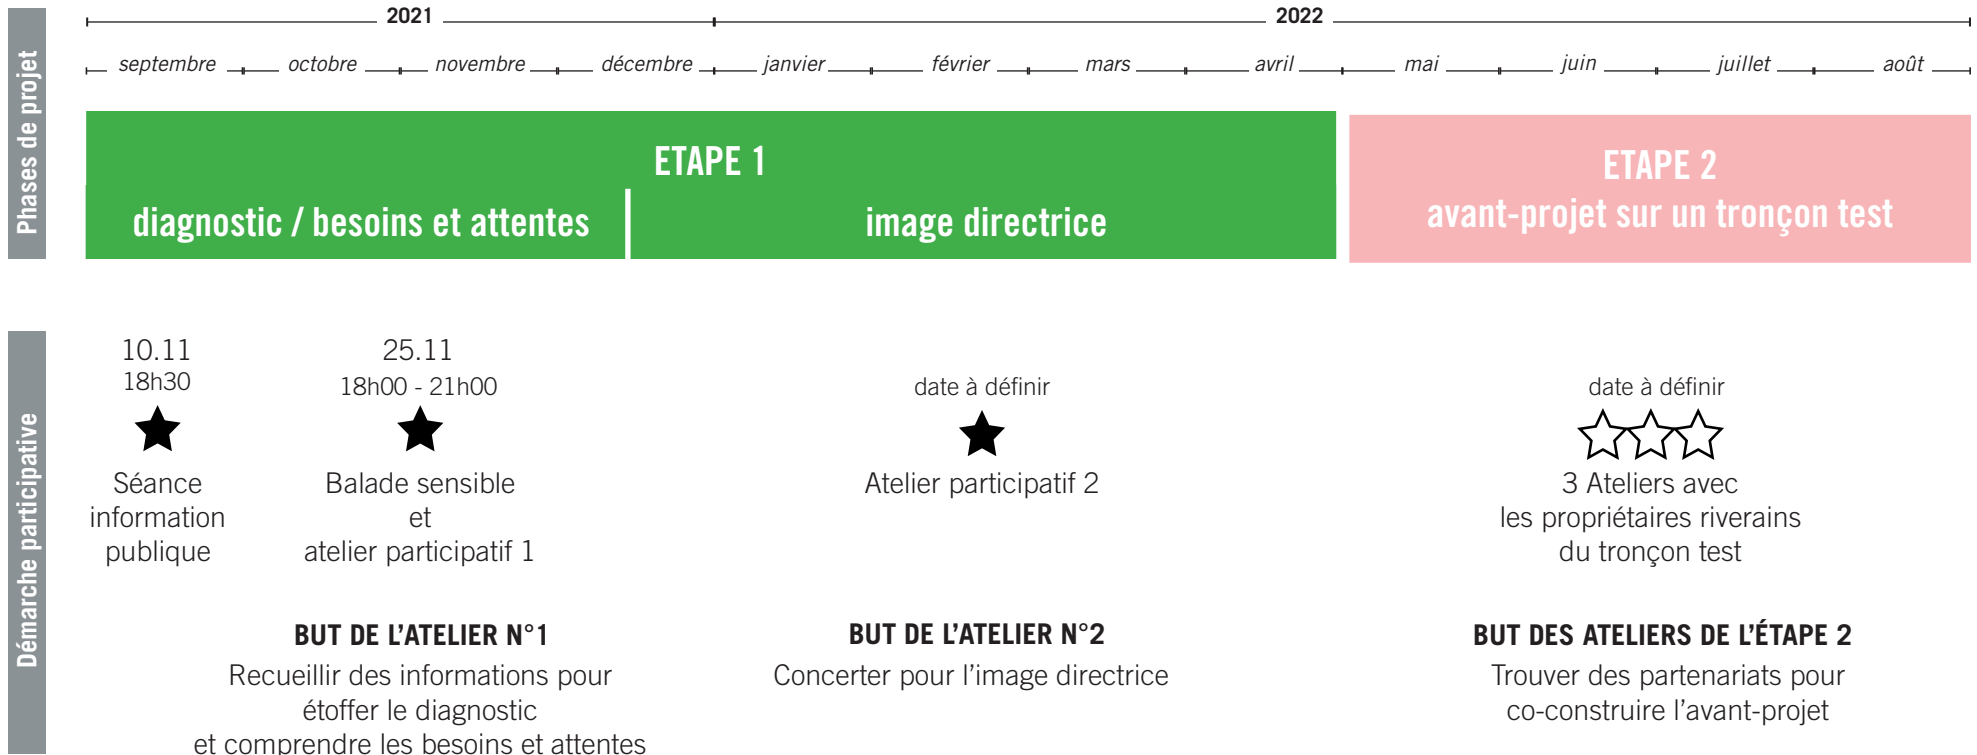 2021
2022
septembre
octobre
novembre
décembre
janvier
février
mars
avril
mai
juin
juillet
août
Phases de projet
ETAPE 1
diagnostic / besoins et attentes
image directrice
ETAPE 2
avant-projet sur un tronçon test
Démarche participative
10.11
18h30
Séance
information
publique
25.11
18h00 - 21h00
Balade sensible
et
atelier participatif 1
date à définir
Atelier participatif 2
date à définir
3 Ateliers avec
les propriétaires riverains
du tronçon test
BUT DE L’ATELIER N°1
Recueillir des informations pour
étoffer le diagnostic
et comprendre les besoins et attentes
BUT DE L’ATELIER N°2
Concerter pour l’image directrice
BUT DES ATELIERS DE L’ÉTAPE 2
Trouver des partenariats pour
co-construire l’avant-projet